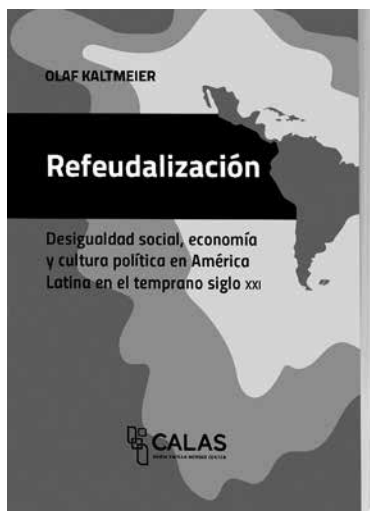 OLAF KALTMEIER
Refeudalización
Desigualdad social, economía
y cultura política en América
Latina en el temprano siglo XXI
CALAS